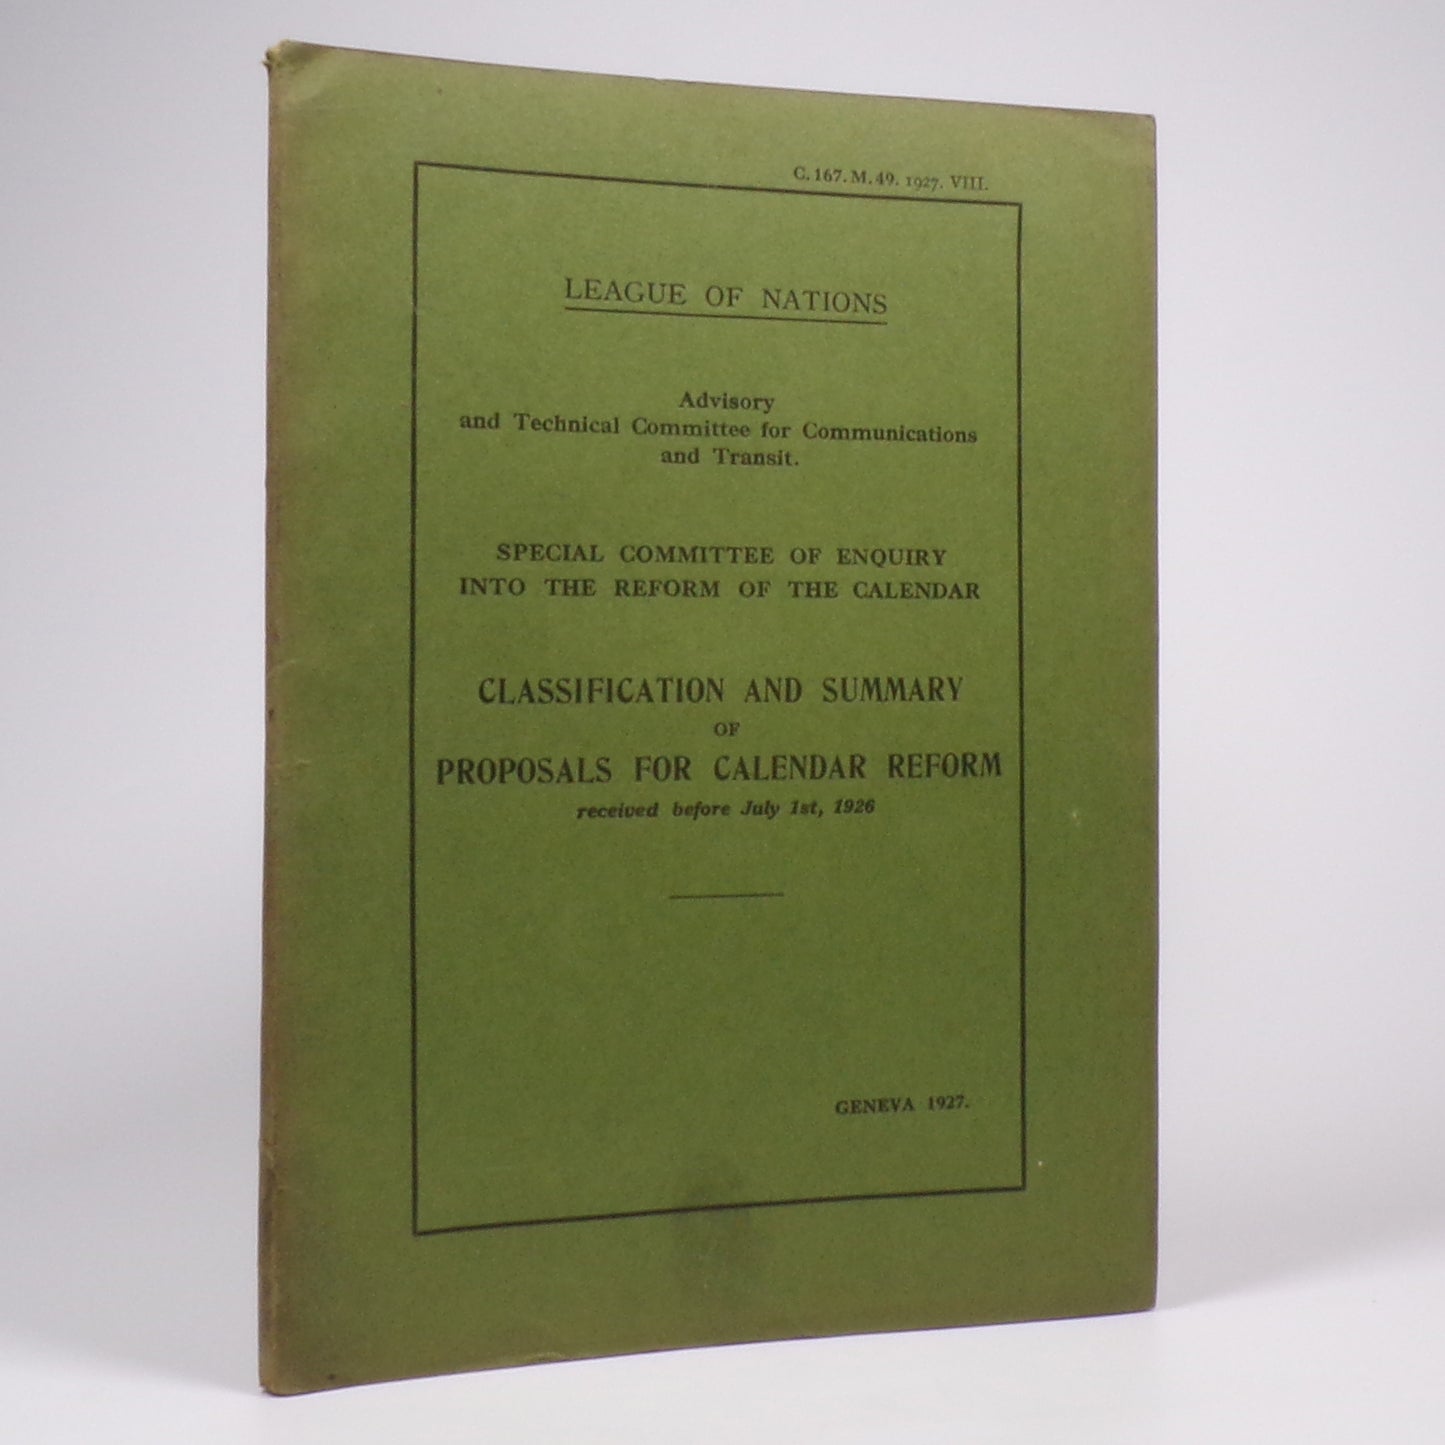 C. 167. M. 49. 1927. VIII.
LEAGUE OF NATIONS
Advisory
and Technical Committee for Communications
and Transit.
SPECIAL COMMITTEE OF ENQUIRY
INTO THE REFORM OF THE CALENDAR
CLASSIFICATION AND SUMMARY
OF
PROPOSALS FOR CALENDAR REFORM
received before July 1st, 1926
GENEVA 1927.